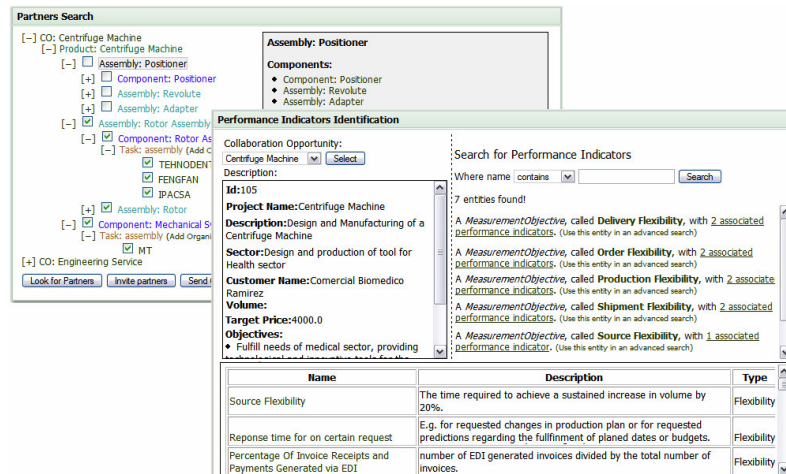 Partners Search
[−] CO: Centrifuge Machine
[−] Product: Centrifuge Machine
[−] Assembly: Positioner
[+] Component: Positioner
[+] Assembly: Revolute
[+] Assembly: Adapter
[−] Assembly: Rotor Assembly
[−] Component: Rotor As
[−] Task: assembly (Add O
TEHNODENT
FENGFAN
IPACSA
[+] Assembly: Rotor
[−] Component: Mechanical Sy
[−] Task: assembly (Add Organi
MT
[+] CO: Engineering Service
Look for Partners Invite partners Send
Assembly: Positioner
Components:
◆ Component: Positioner
◆ Assembly: Revolute
◆ Assembly: Adapter
Performance Indicators Identification
Collaboration Opportunity:
Centrifuge Machine Select
Description:
Id:105
Project Name:Centrifuge Machine
Description:Design and Manufacturing of a
Centrifuge Machine
Sector:Design and production of tool for
Health sector
Customer Name:Comercial Biomedico
Ramirez
Volume:
Target Price:4000.0
Objectives:
◆ Fulfill needs of medical sector, providing
technological and innovative tools for the
Search for Performance Indicators
Where name contains Search
7 entities found!
A MeasurementObjective, called Delivery Flexibility, with 2 associated
performance indicators. (Use this entity in an advanced search)
A MeasurementObjective, called Order Flexibility, with 2 associated
performance indicators. (Use this entity in an advanced search)
A MeasurementObjective, called Production Flexibility, with 2 associate
performance indicators. (Use this entity in an advanced search)
A MeasurementObjective, called Shipment Flexibility, with 2 associated
performance indicators. (Use this entity in an advanced search)
A MeasurementObjective, called Source Flexibility, with 1 associated
performance indicator. (Use this entity in an advanced search)
Name Description Type
Source Flexibility The time required to achieve a sustained increase in volume by
20%. Flexibility
Reponse time for on certain request E.g. for requested changes in production plan or for requested
predictions regarding the fullfinment of planed dates or budgets. Flexibility
Percentage Of Invoice Receipts and
Payments Generated via EDI number of EDI generated invoices divided by the total number of
invoices. Flexibility